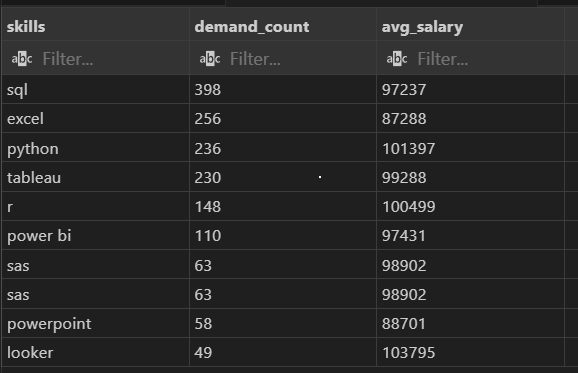 skills demand_count avg_salary
abc Filter... abc Filter... abc Filter...
sql 398 97237
excel 256 87288
python 236 101397
tableau 230 99288
r 148 100499
power bi 110 97431
sas 63 98902
sas 63 98902
powerpoint 58 88701
looker 49 103795